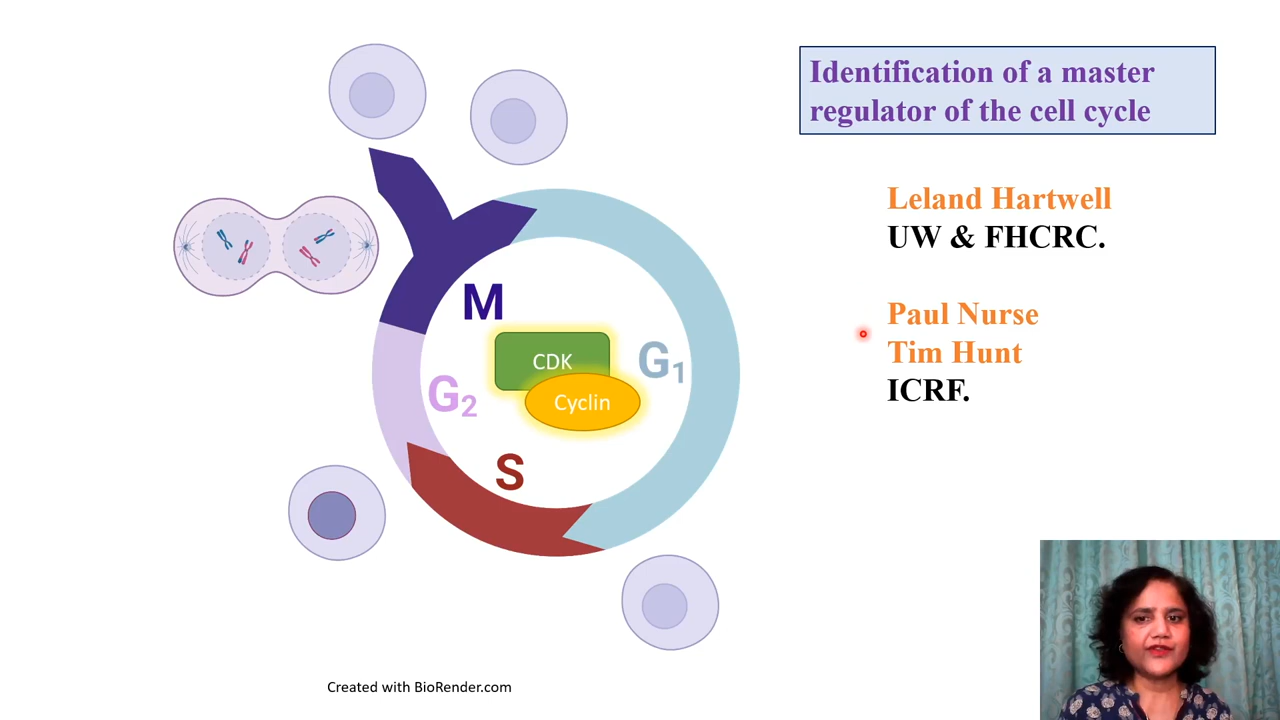 Identification of a master
regulator of the cell cycle
Leland Hartwell
UW & FHCRC.
Paul Nurse
Tim Hunt
ICRF.
M
CDK
G₁
Cyclin
G₂
S
Created with BioRender.com